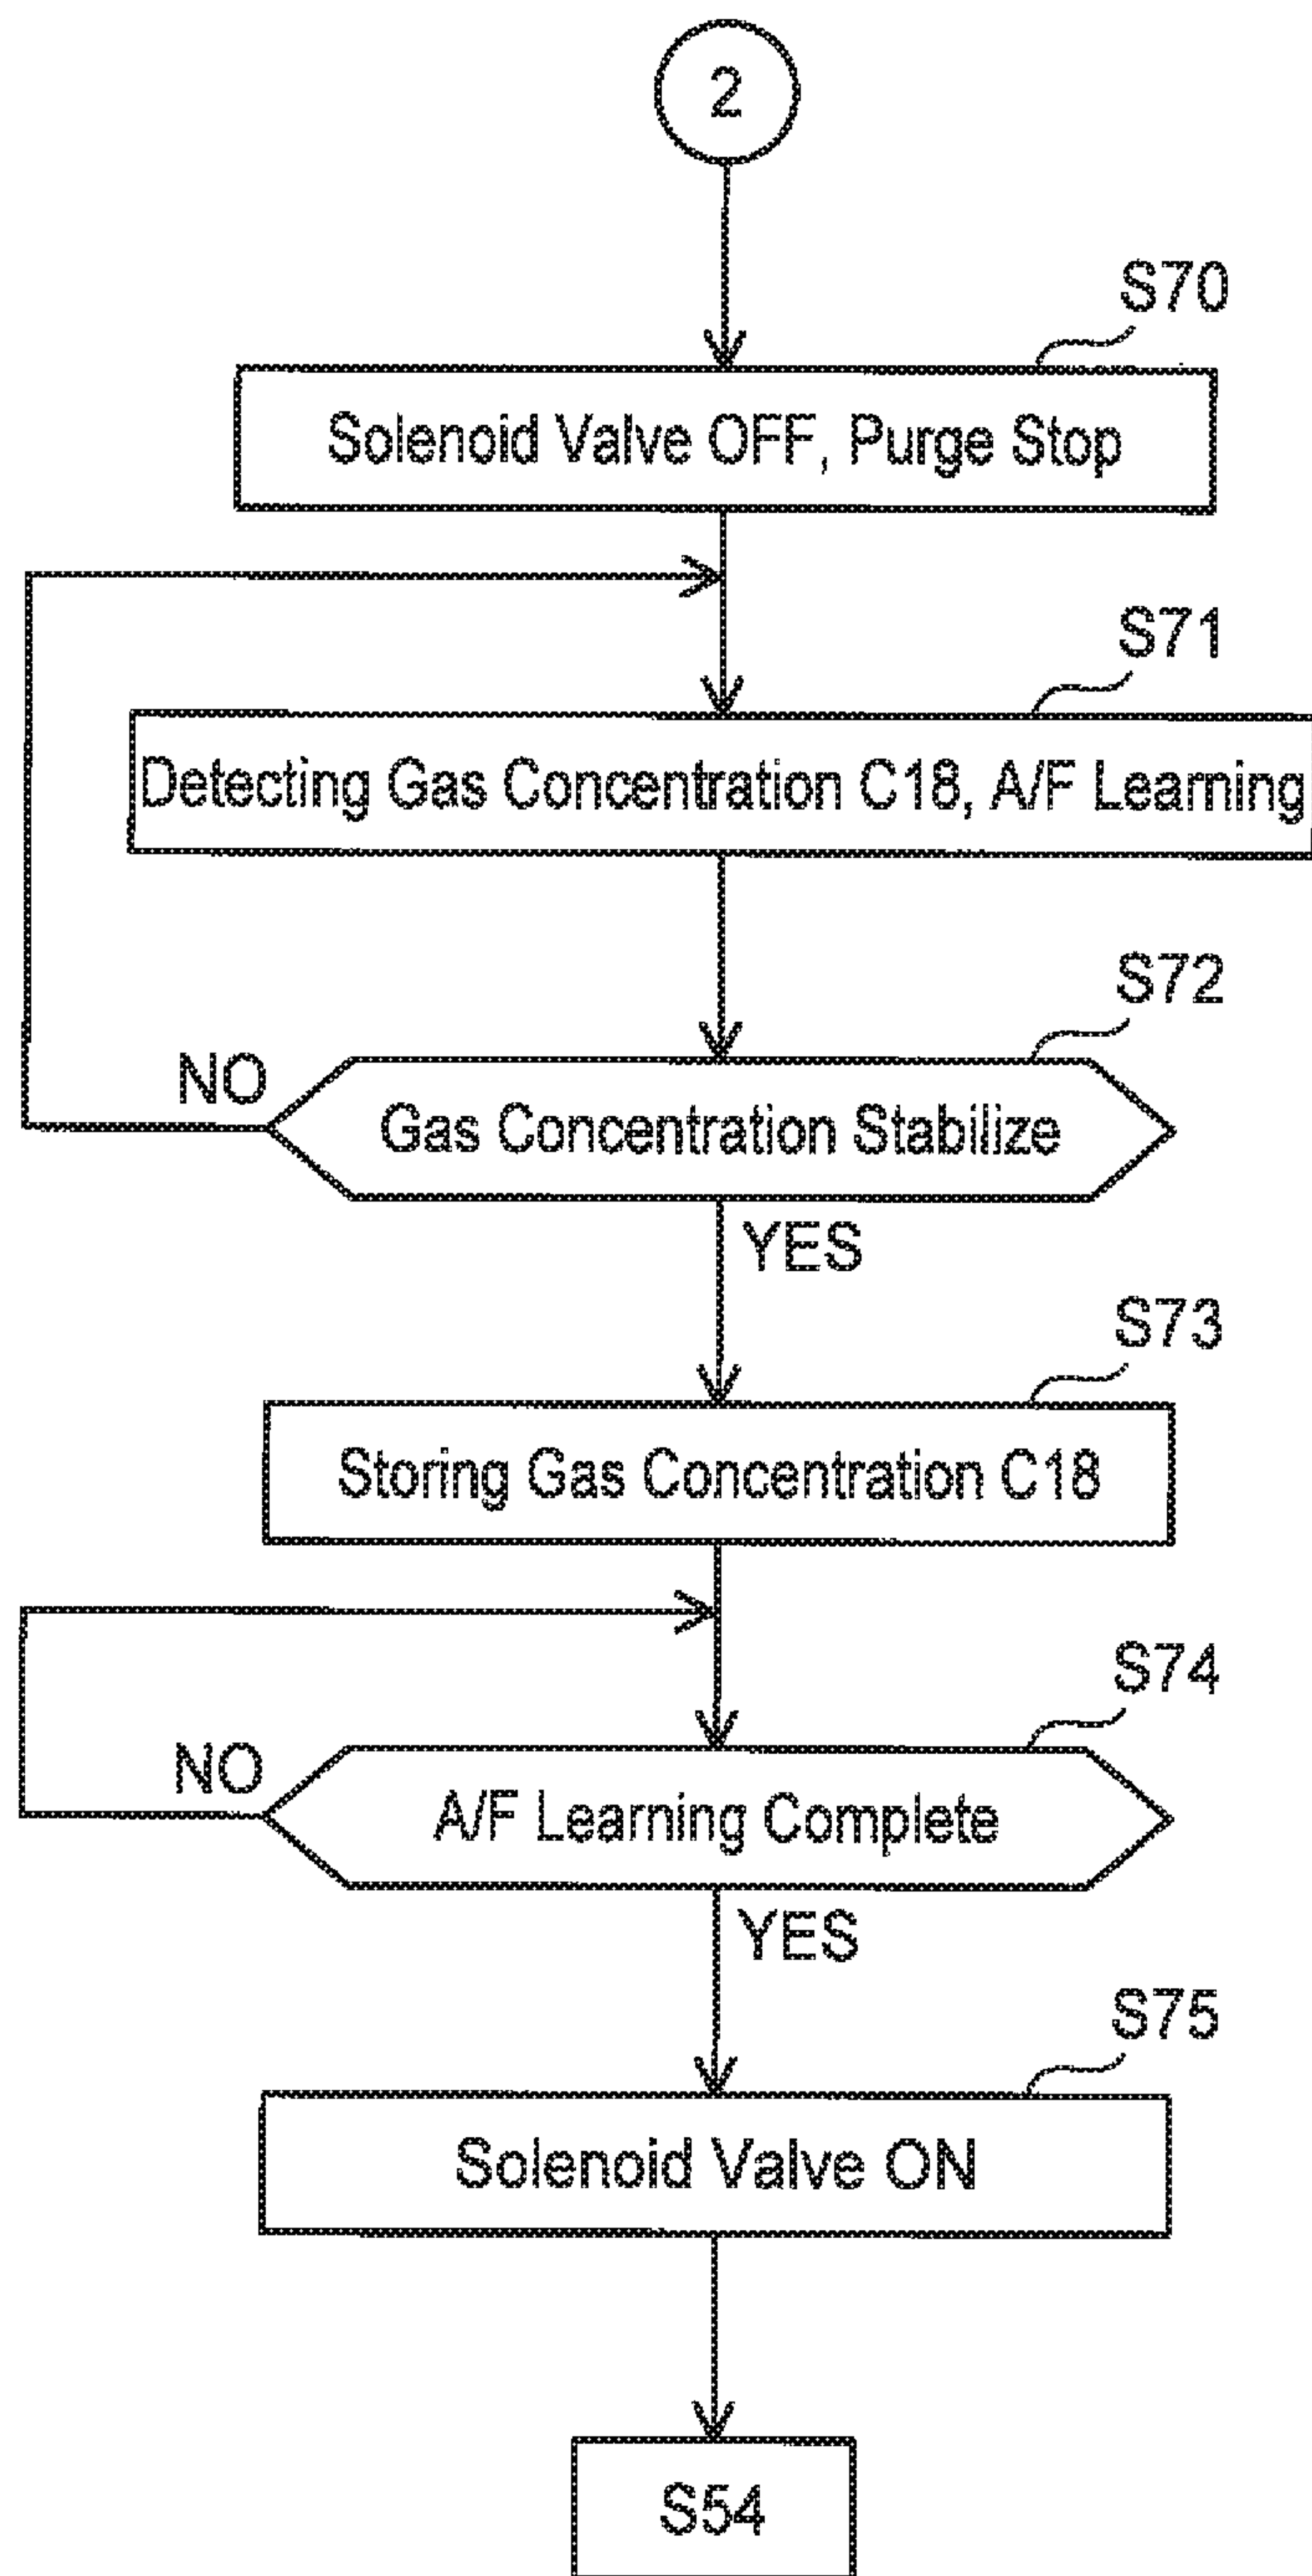 2
S70
Solenoid Valve OFF, Purge Stop
S71
Detecting Gas Concentration C18, A/F Learning
S72
NO
Gas Concentration Stabilize
YES
S73
Storing Gas Concentration C18
S74
NO
A/F Learning Complete
YES
S75
Solenoid Valve ON
S54